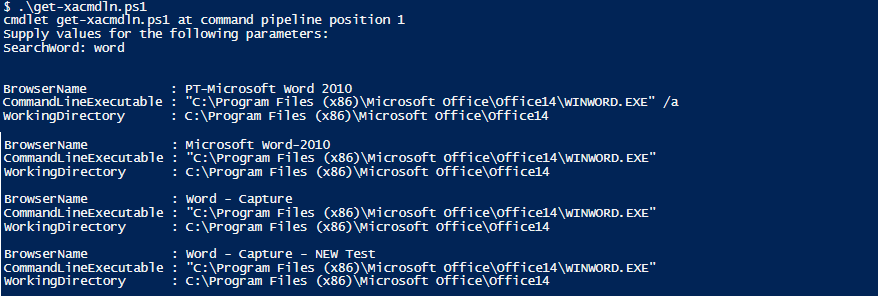 $ .\get-xacmdln.ps1
cmdlet get-xacmdln.ps1 at command pipeline position 1
Supply values for the following parameters:
SearchWord: word
BrowserName : PT-Microsoft Word 2010
CommandLineExecutable : "C:\Program Files (x86)\Microsoft Office\Office14\WINWORD.EXE" /a
WorkingDirectory : C:\Program Files (x86)\Microsoft Office\Office14
BrowserName : Microsoft Word-2010
CommandLineExecutable : "C:\Program Files (x86)\Microsoft Office\Office14\WINWORD.EXE"
WorkingDirectory : C:\Program Files (x86)\Microsoft Office\Office14
BrowserName : Word - Capture
CommandLineExecutable : "C:\Program Files (x86)\Microsoft Office\Office14\WINWORD.EXE"
WorkingDirectory : C:\Program Files (x86)\Microsoft Office\Office14
BrowserName : Word - Capture - NEW Test
CommandLineExecutable : "C:\Program Files (x86)\Microsoft Office\Office14\WINWORD.EXE"
WorkingDirectory : C:\Program Files (x86)\Microsoft Office\Office14